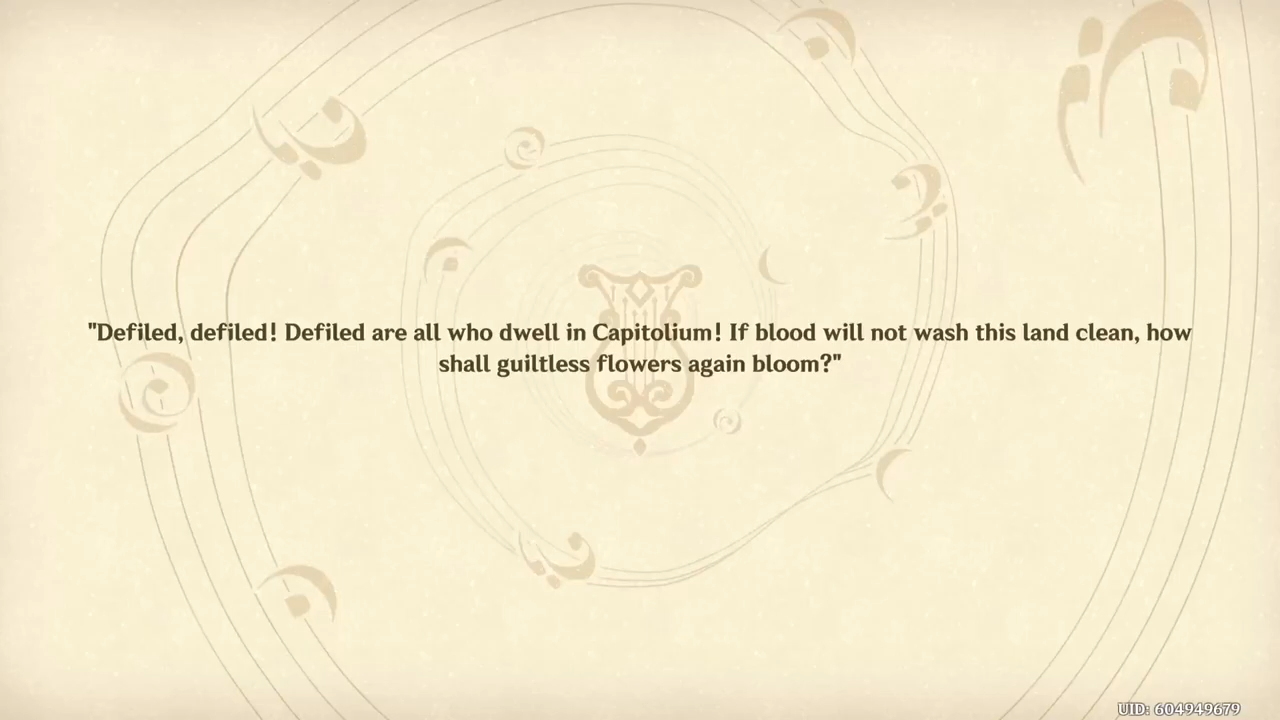 "Defiled, defiled! Defiled are all who dwell in Capitolium! If blood will not wash this land clean, how
shall guiltless flowers again bloom?"
UID: 604949679